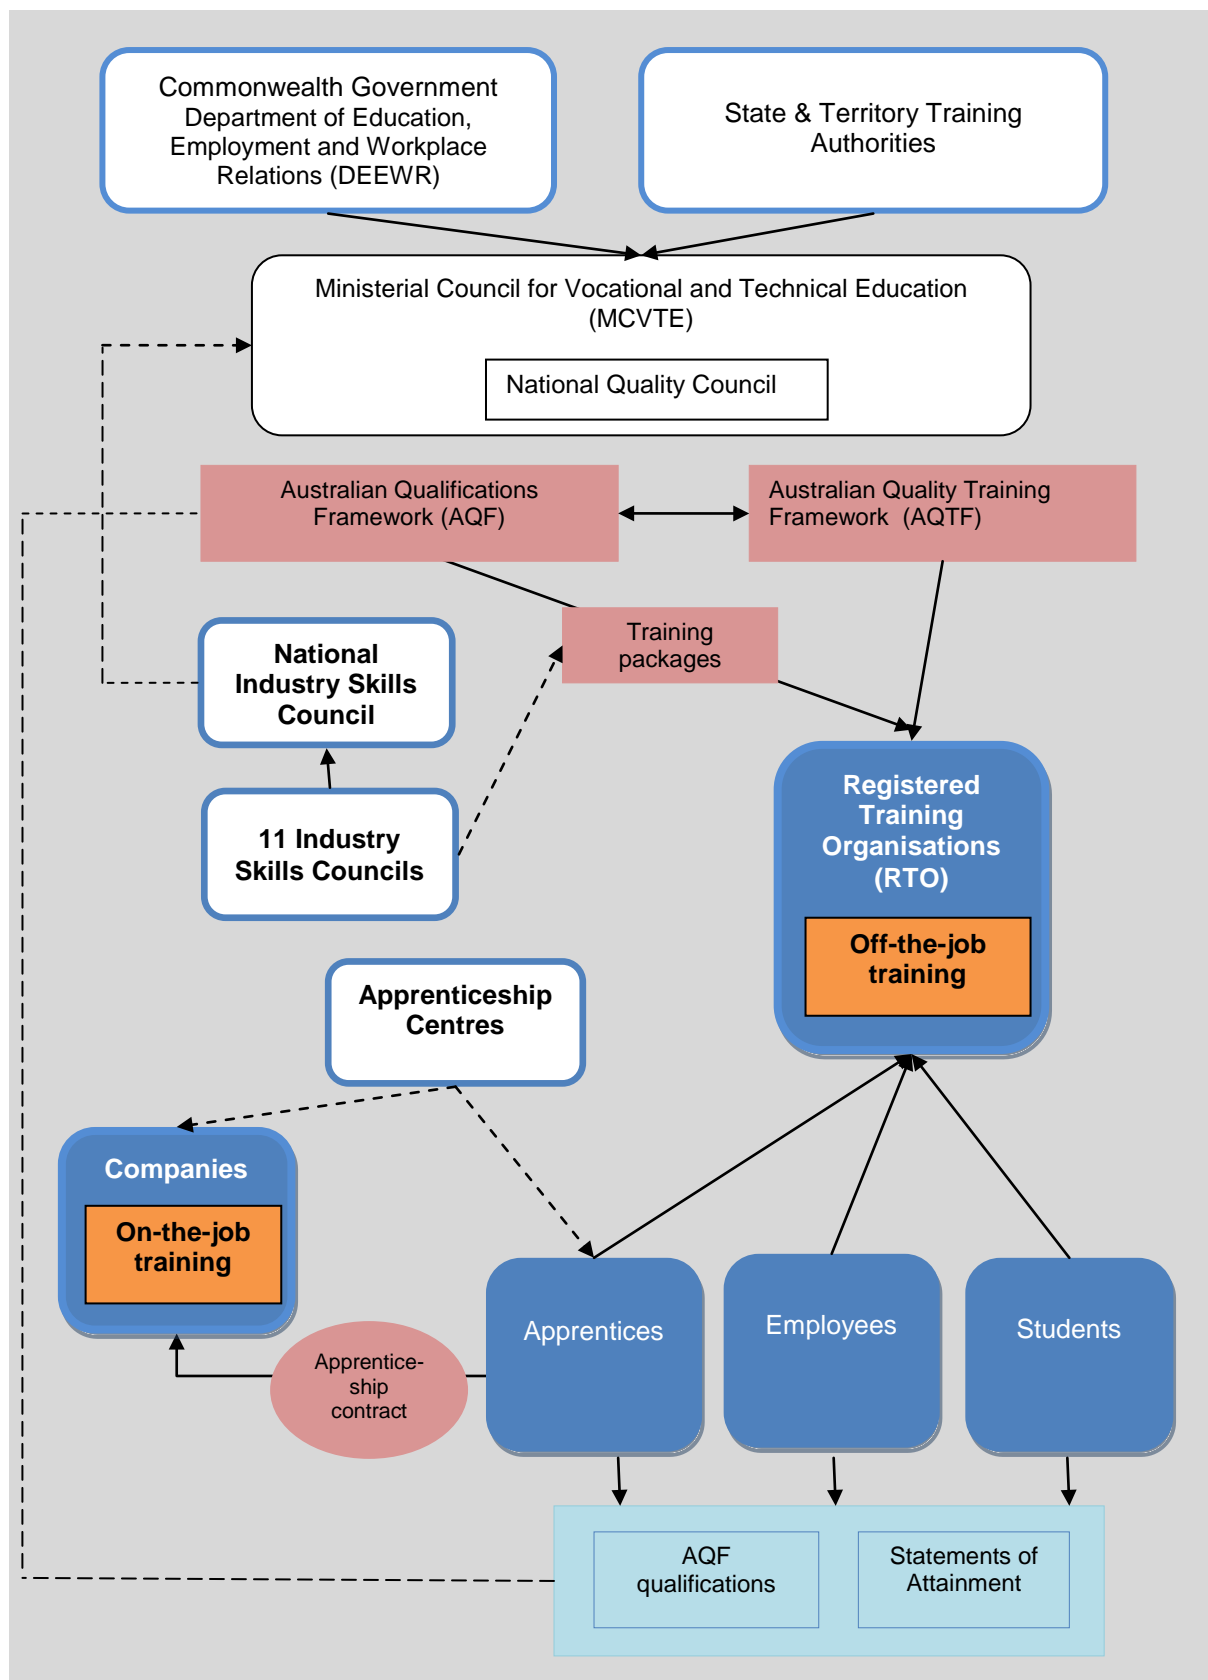 Commonwealth Government
Department of Education,
Employment and Workplace
Relations (DEEWR)
State & Territory Training
Authorities
Ministerial Council for Vocational and Technical Education
(MCVTE)
National Quality Council
Australian Qualifications
Framework (AQF)
Australian Quality Training
Framework (AQTF)
Training
packages
National
Industry Skills
Council
11 Industry
Skills Councils
Registered
Training
Organisations
(RTO)
Off-the-job
training
Apprenticeship
Centres
Companies
On-the-job
training
Apprentice-
ship
contract
Apprentices
Employees
Students
AQF
qualifications
Statements of
Attainment